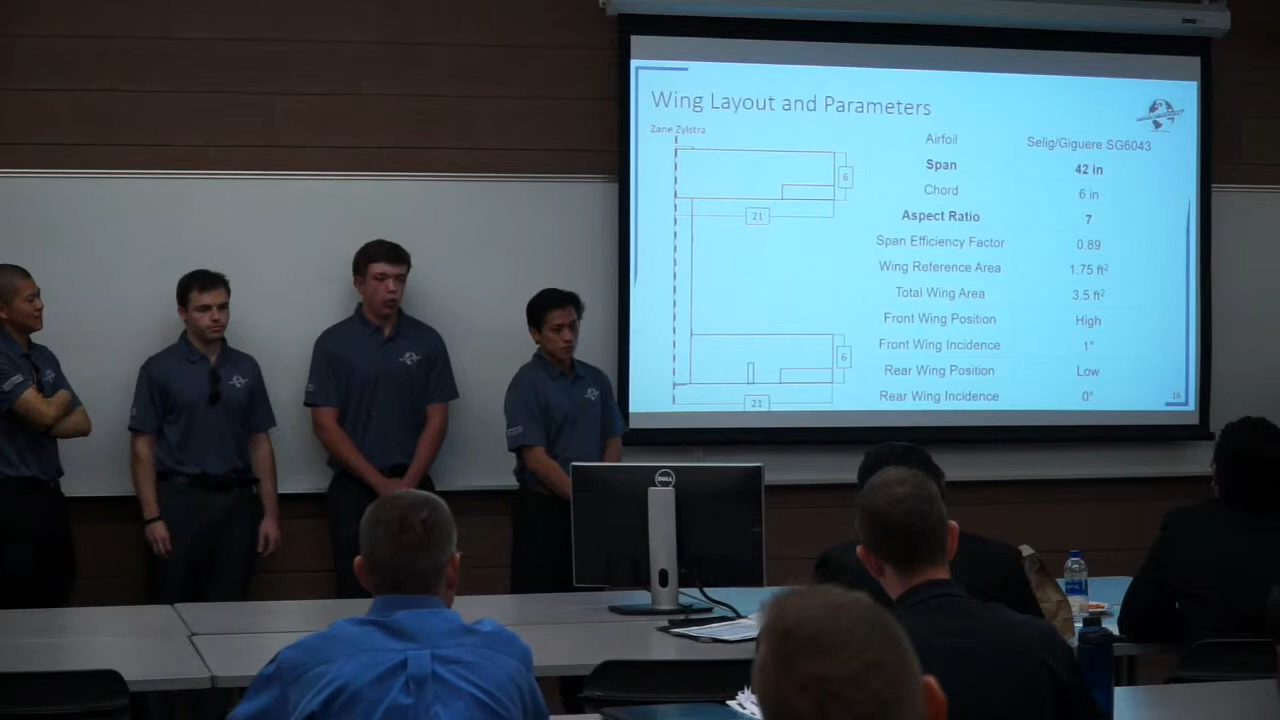 Wing Layout and Parameters
Zane Zylstra
6
21
6
21
Airfoil Selig/Giguere SG6043
Span 42 in
Chord 6 in
Aspect Ratio 7
Span Efficiency Factor 0.89
Wing Reference Area 1.75 ft²
Total Wing Area 3.5 ft²
Front Wing Position High
Front Wing Incidence 1°
Rear Wing Position Low
Rear Wing Incidence 0°
16
DELL